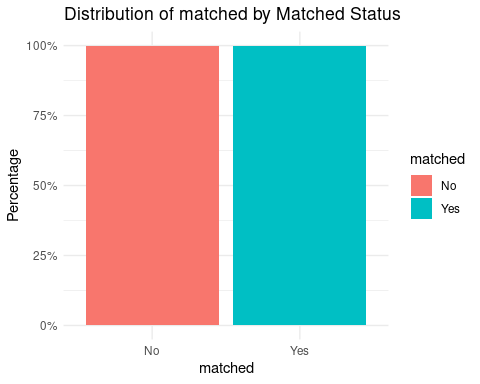 Distribution of matched by Matched Status
100%
75%
50%
25%
0%
Percentage
No
Yes
matched
matched
No
Yes